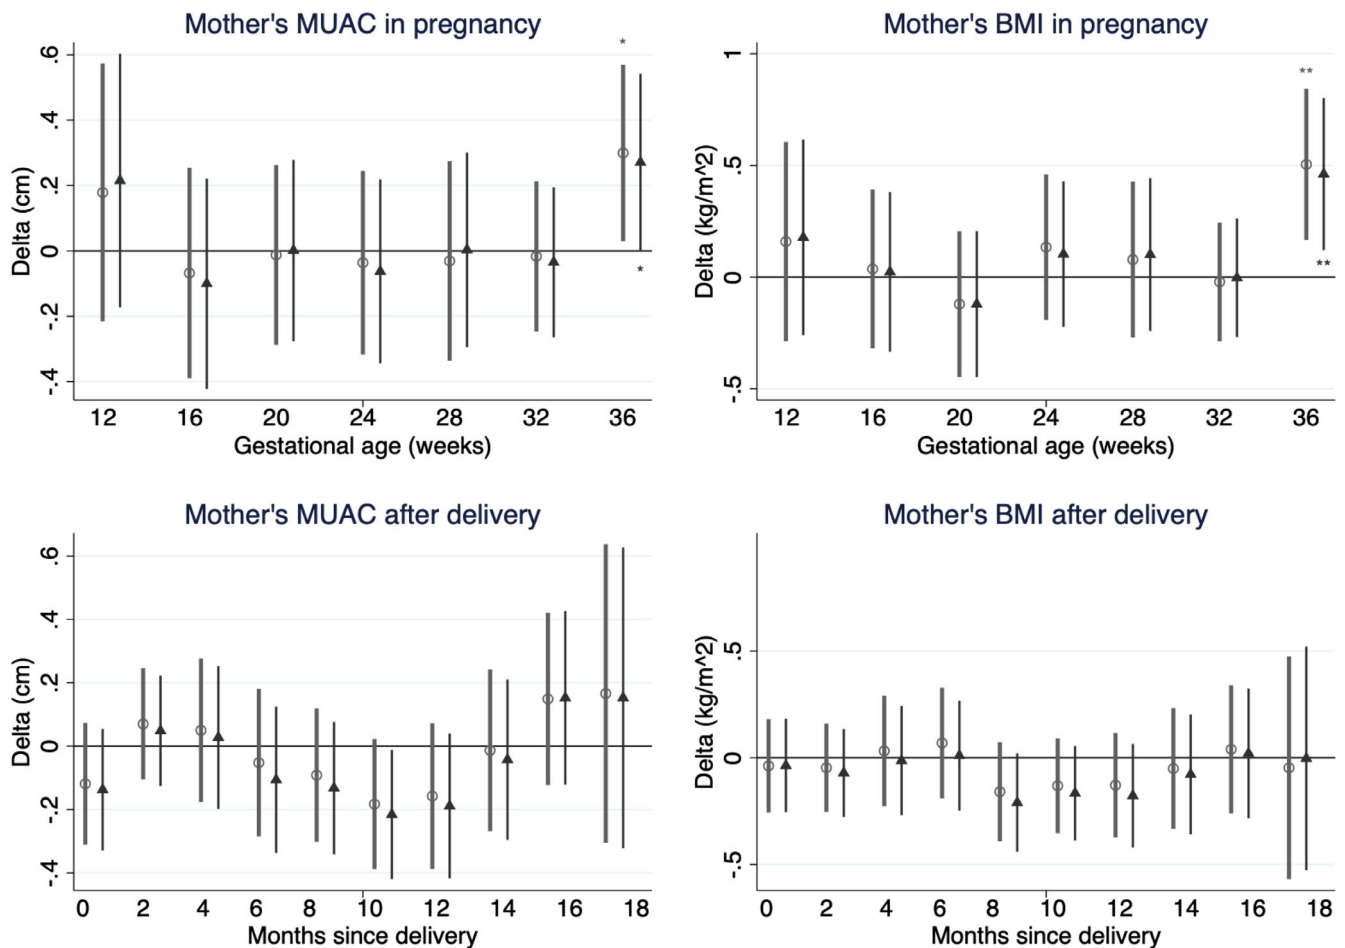 Mother's MUAC in pregnancy
Delta (cm)
.6
.4
.2
0
-.2
-.4
*
*
12 16 20 24 28 32 36
Gestational age (weeks)
Mother's BMI in pregnancy
Delta (kg/m^2)
1
.5
0
-.5
**
**
12 16 20 24 28 32 36
Gestational age (weeks)
Mother's MUAC after delivery
Delta (cm)
.6
.4
.2
0
-.2
-.4
0 2 4 6 8 10 12 14 16 18
Months since delivery
Mother's BMI after delivery
Delta (kg/m^2)
.5
0
-.5
0 2 4 6 8 10 12 14 16 18
Months since delivery